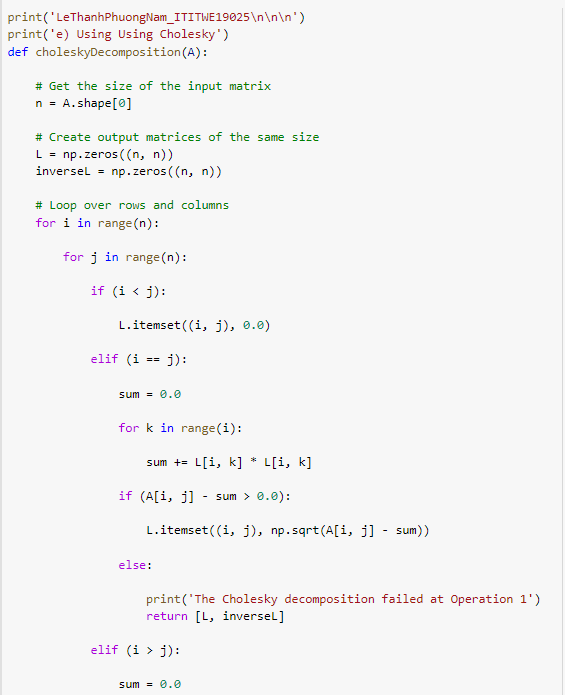 print('LeThanhPhuongNam_ITITWE19025\n\n\n')
print('e) Using Using Cholesky')
def choleskyDecomposition(A):
# Get the size of the input matrix
n = A.shape[0]
# Create output matrices of the same size
L = np.zeros((n, n))
inverseL = np.zeros((n, n))
# Loop over rows and columns
for i in range(n):
for j in range(n):
if (i < j):
L.itemset((i, j), 0.0)
elif (i == j):
sum = 0.0
for k in range(i):
sum += L[i, k] * L[i, k]
if (A[i, j] - sum > 0.0):
L.itemset((i, j), np.sqrt(A[i, j] - sum))
else:
print('The Cholesky decomposition failed at Operation 1')
return [L, inverseL]
elif (i > j):
sum = 0.0